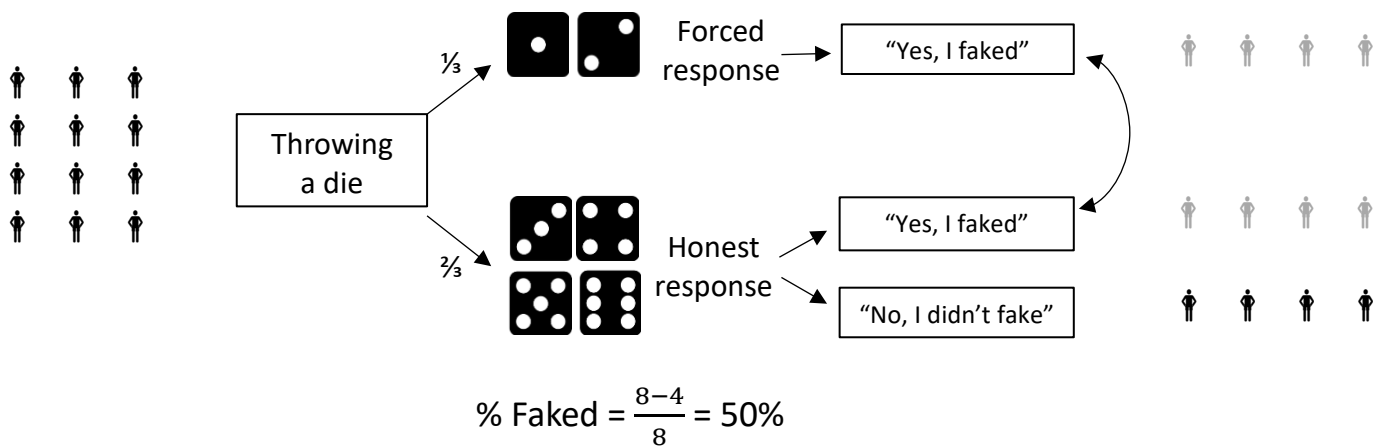 ⅓
Forced
response
“Yes, I faked”
Throwing
a die
⅔
Honest
response
“Yes, I faked”
“No, I didn’t fake”
% Faked = \frac{8−4}{8} = 50%